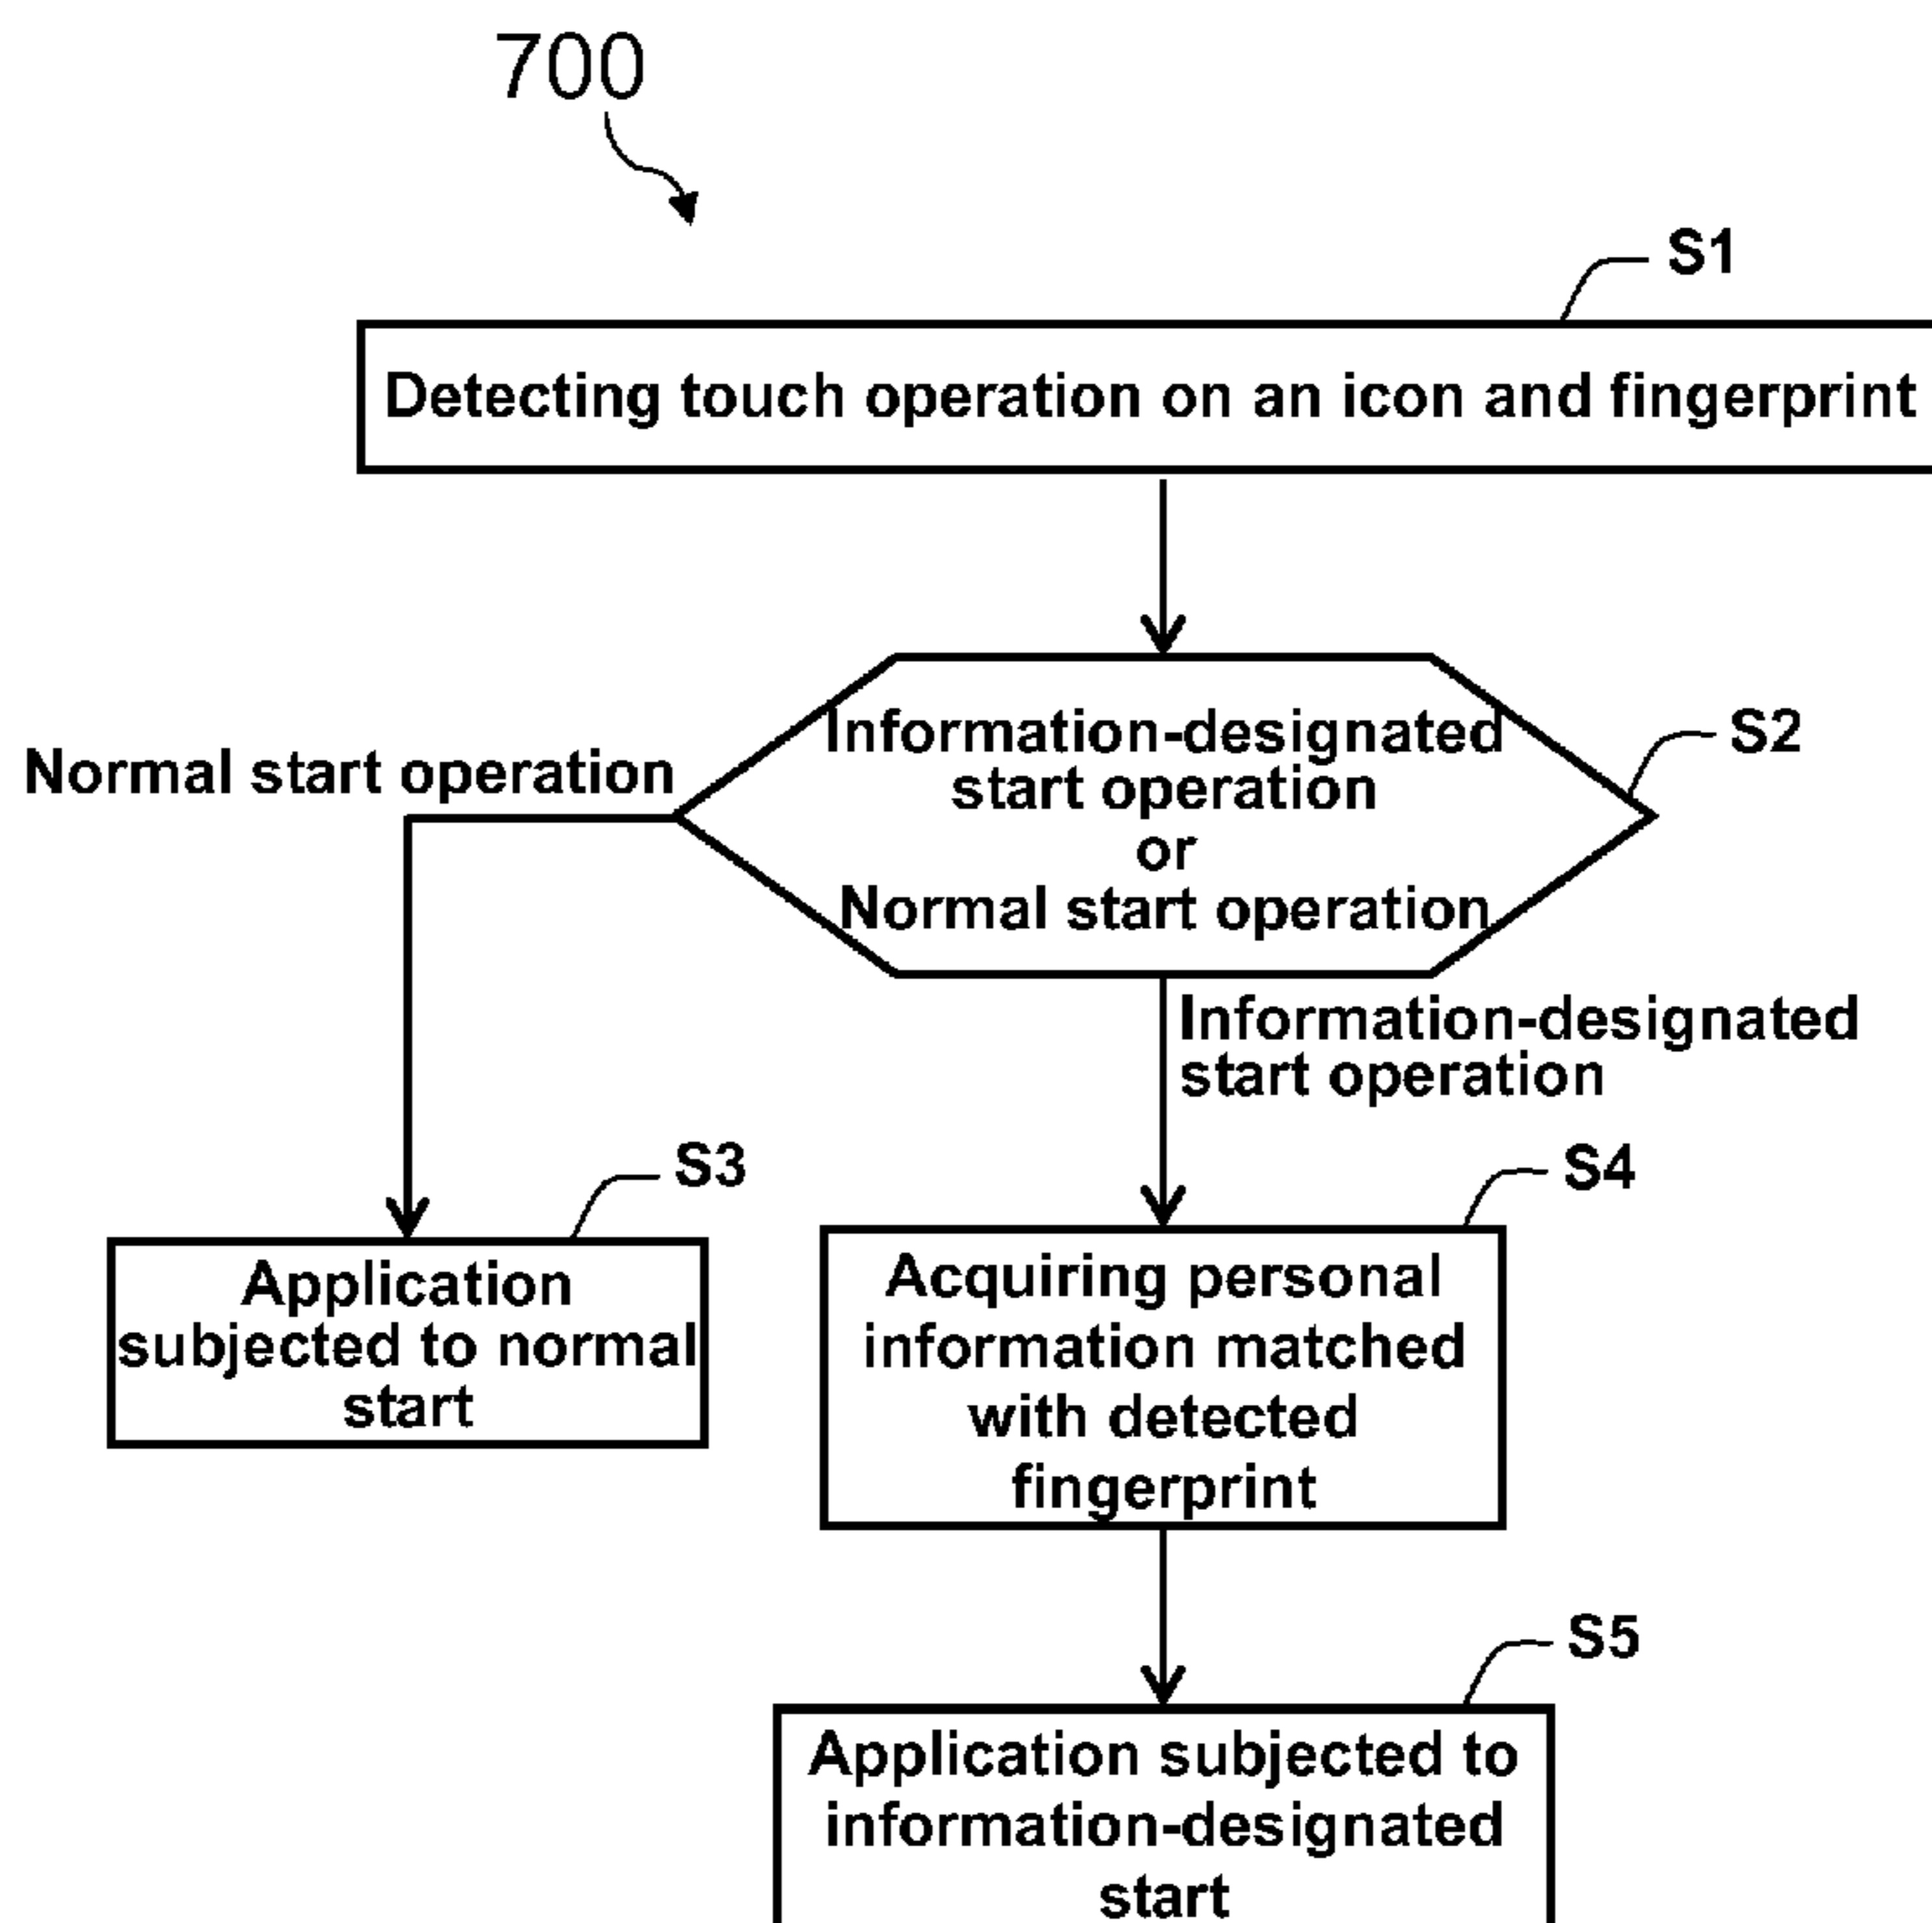 700
S1
Detecting touch operation on an icon and fingerprint
Information-designated
start operation
or
Normal start operation
S2
Normal start operation
Information-designated
start operation
S3
Application
subjected to normal
start
S4
Acquiring personal
information matched
with detected
fingerprint
S5
Application subjected to
information-designated
start